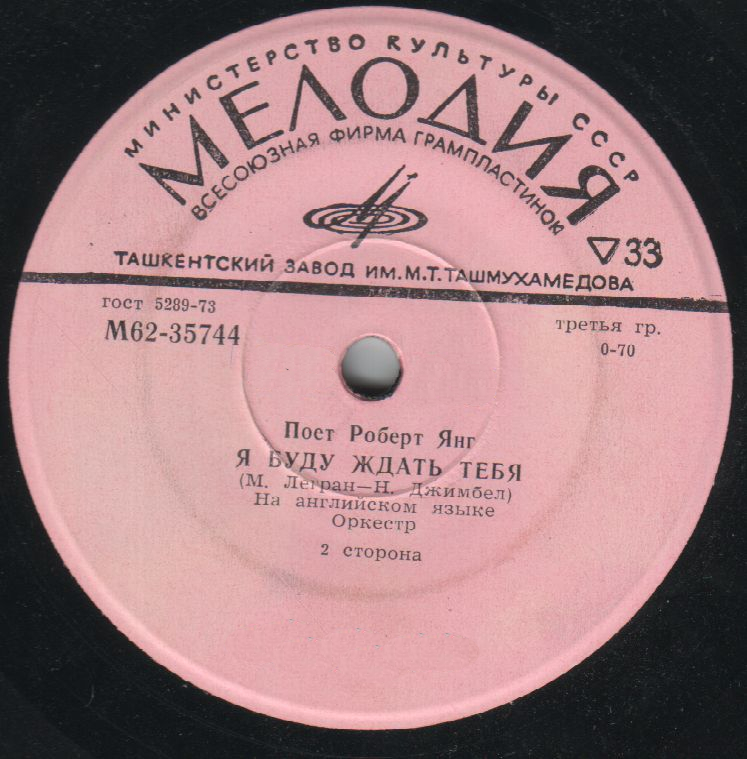 МИНИСТЕРСТВО КУЛЬТУРЫ СССР
МЕЛОДИЯ
ВСЕСОЮЗНАЯ ФИРМА ГРАМПЛАСТИНОК
33
ТАШКЕНТСКИЙ ЗАВОД ИМ. М.Т. ТАШМУХАМЕДОВА
гост 5289-73
М62-35744
третья гр.
0-70
Поет Роберт Янг
Я БУДУ ЖДАТЬ ТЕБЯ
(М. Легран—Н. Джимбел)
На английском языке
Оркестр
2 сторона